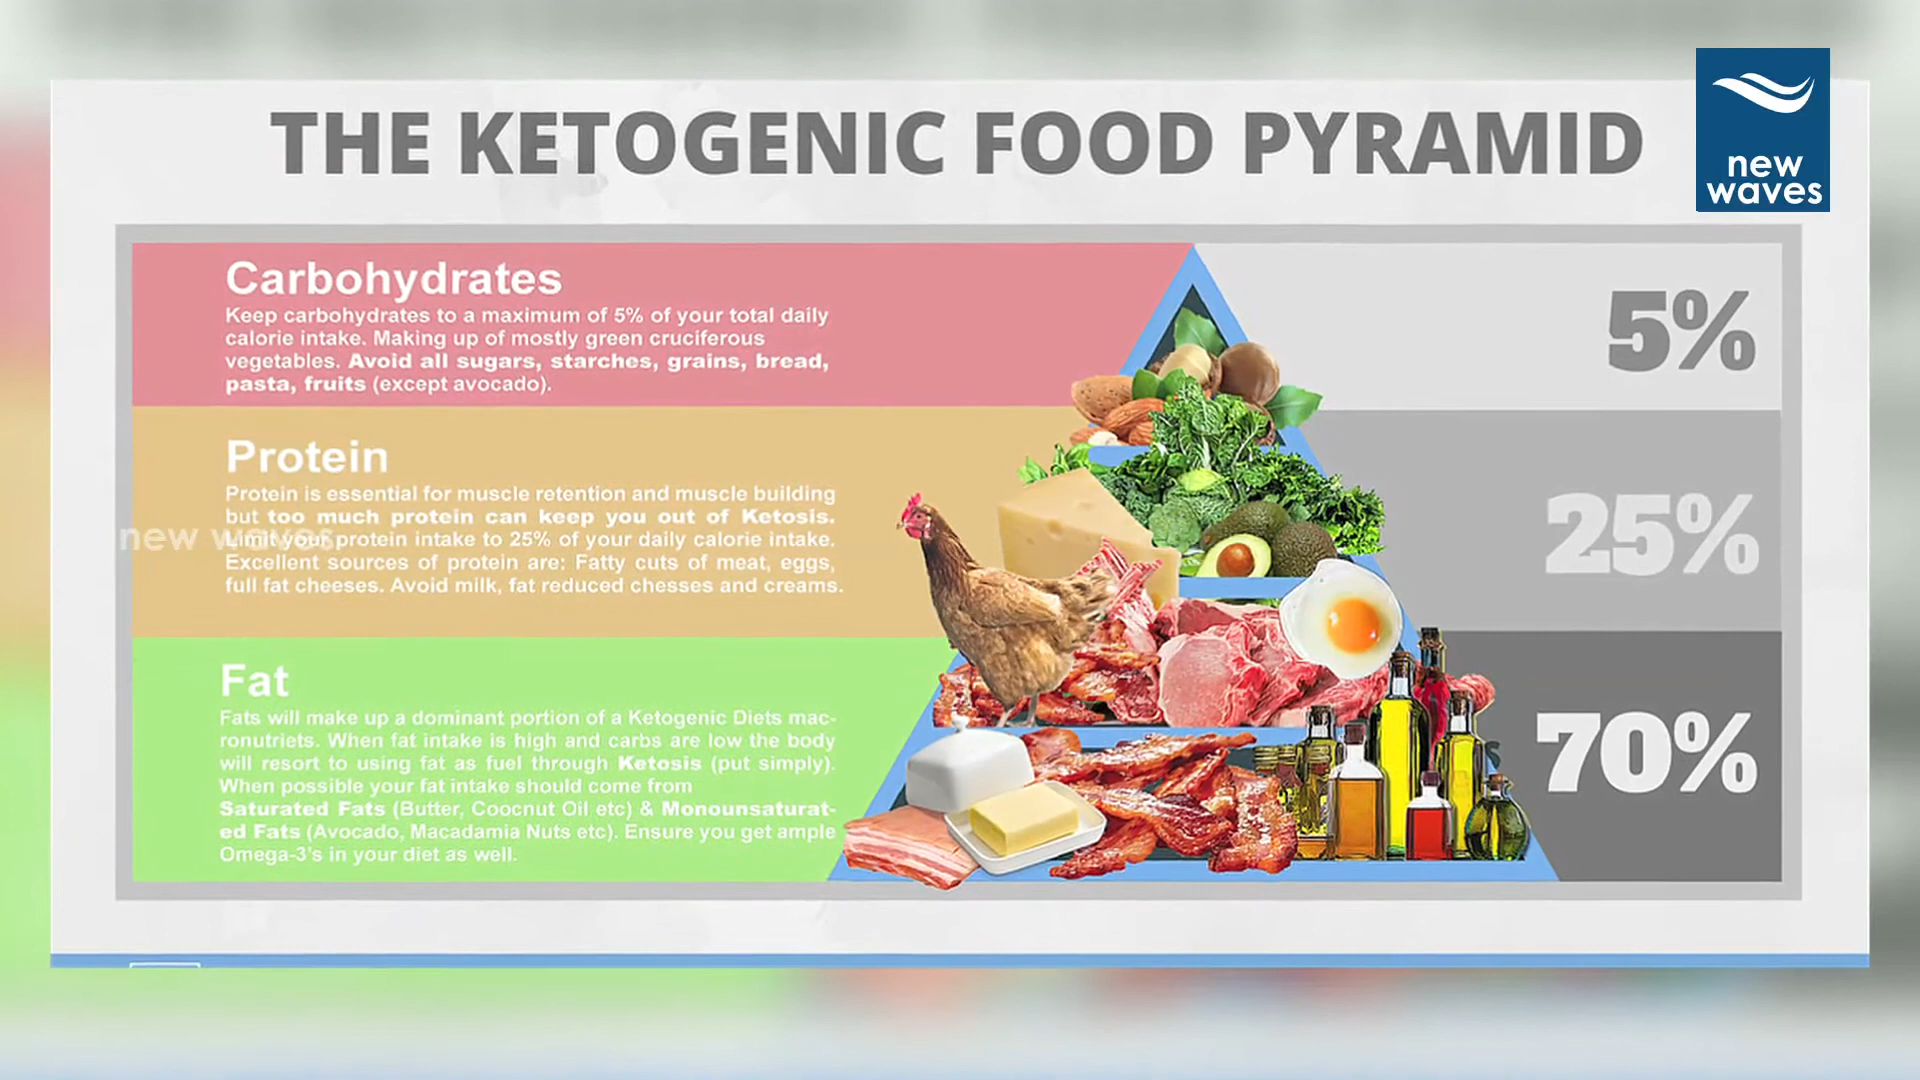 THE KETOGENIC FOOD PYRAMID
new
waves
Carbohydrates
Keep carbohydrates to a maximum of 5% of your total daily
calorie intake. Making up of mostly green cruciferous
vegetables. Avoid all sugars, starches, grains, bread,
pasta, fruits (except avocado).
5%
Protein
Protein is essential for muscle retention and muscle building
but too much protein can keep you out of Ketosis.
Limit your protein intake to 25% of your daily calorie intake.
Excellent sources of protein are: Fatty cuts of meat, eggs,
full fat cheeses. Avoid milk, fat reduced chesses and creams.
new waves
25%
Fat
Fats will make up a dominant portion of a Ketogenic Diets mac-
ronutriets. When fat intake is high and carbs are low the body
will resort to using fat as fuel through Ketosis (put simply).
When possible your fat intake should come from
Saturated Fats (Butter, Coocnut Oil etc) & Monounsaturat-
ed Fats (Avocado, Macadamia Nuts etc). Ensure you get ample
Omega-3's in your diet as well.
70%